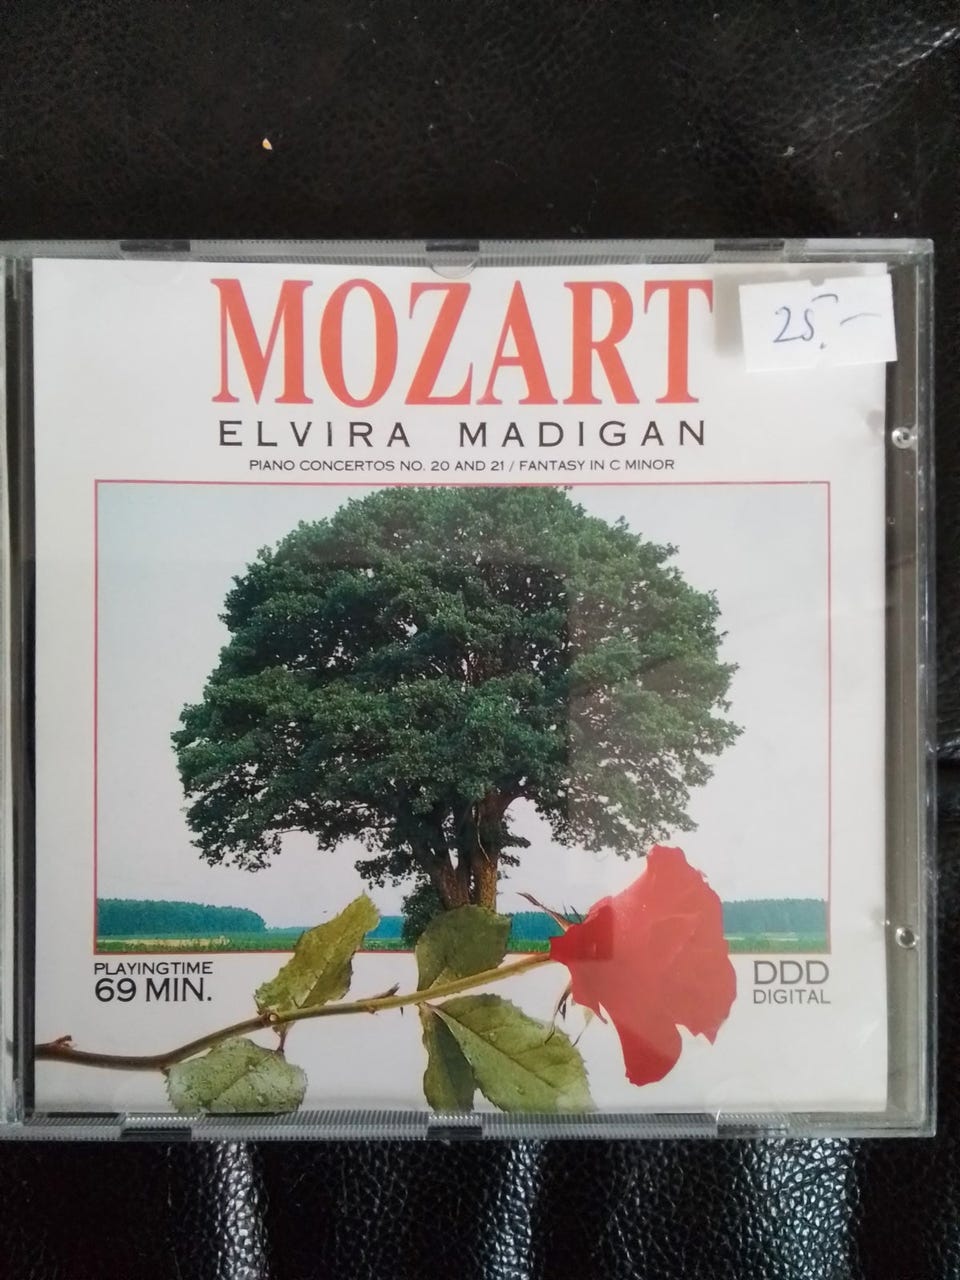 MOZART
25.-
ELVIRA MADIGAN
PIANO CONCERTOS NO. 20 AND 21 / FANTASY IN C MINOR
PLAYINGTIME
69 MIN.
DDD
DIGITAL